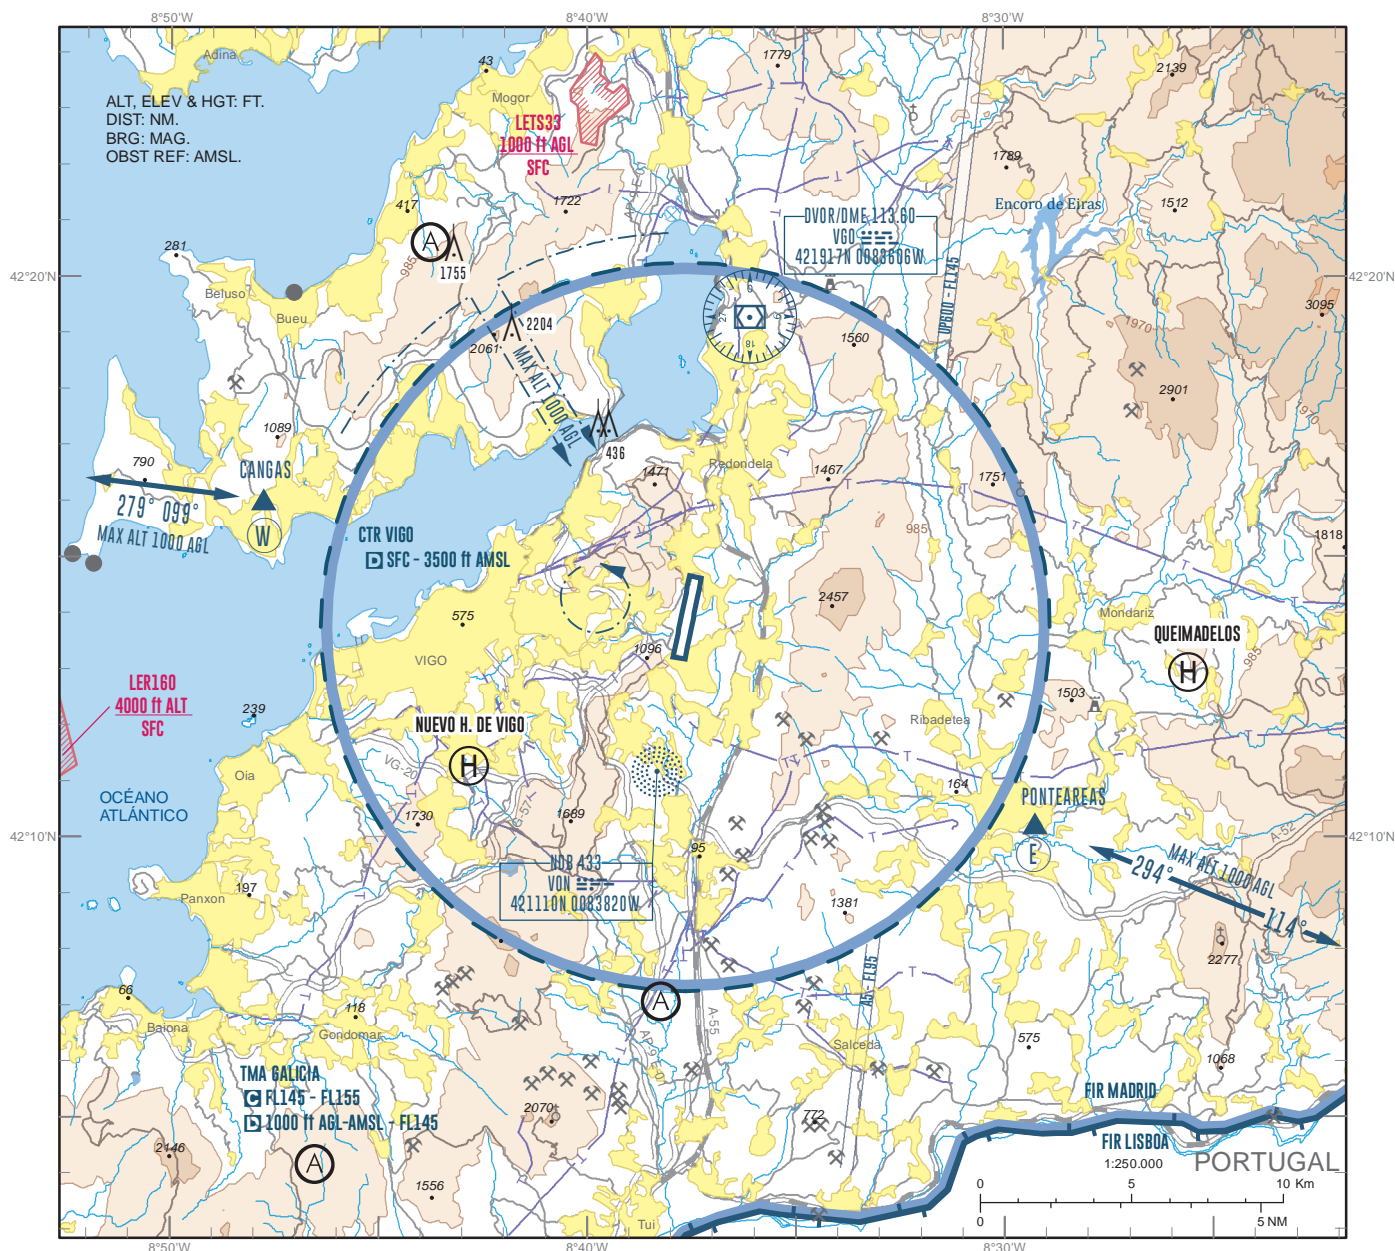 8°50'W
8°40'W
8°30'W
Adina
43
1779
2139
Mogor
ALT, ELEV & HGT: FT.
DIST: NM.
BRG: MAG.
OBST REF: AMSL.
LETS33
1000 ft AGL
SFC
1789
417
1722
Encoro de Eiras
1512
A
DVOR/DME 113.60
VGO
421917N 0083606W
281
985
1755
42°20'N
42°20'N
Beluso
Bueu
UP600 - FL145
3095
2204
2061
1970
1560
MAX ALT 1000 AGL
2901
970
1089
436
790
CANGAS
1471
Redondela
1467
1751
279° 099°
W
MAX ALT 1000 AGL
CTR VIGO
D SFC - 3500 ft AMSL
985
1818
2457
575
Mondariz
QUEIMADELOS
1096
VIGO
985
H
LER160
4000 ft ALT
SFC
239
1503
NUEVO H. DE VIGO
Ribadetea
H
VG-20
Oia
164
OCÉANO
ATLÁNTICO
PONTEAREAS
1730
1689
42°10'N
42°10'N
A-52
95
E
MAX ALT 1000 AGL
294°
114°
NDB 433
VON
421110N 0083820W
197
Panxon
1381
2277
A5 - FL95
66
A
118
A-55
Baiona
Gondomar
575
Salceda
1068
TMA GALICIA
C FL145 - FL155
D 1000 ft AGL-AMSL - FL145
FIR MADRID
2070
772
FIR LISBOA
2146
A
1:250.000
PORTUGAL
1556
0 5 10 Km
Tui
0 5 NM
8°50'W
8°40'W
8°30'W